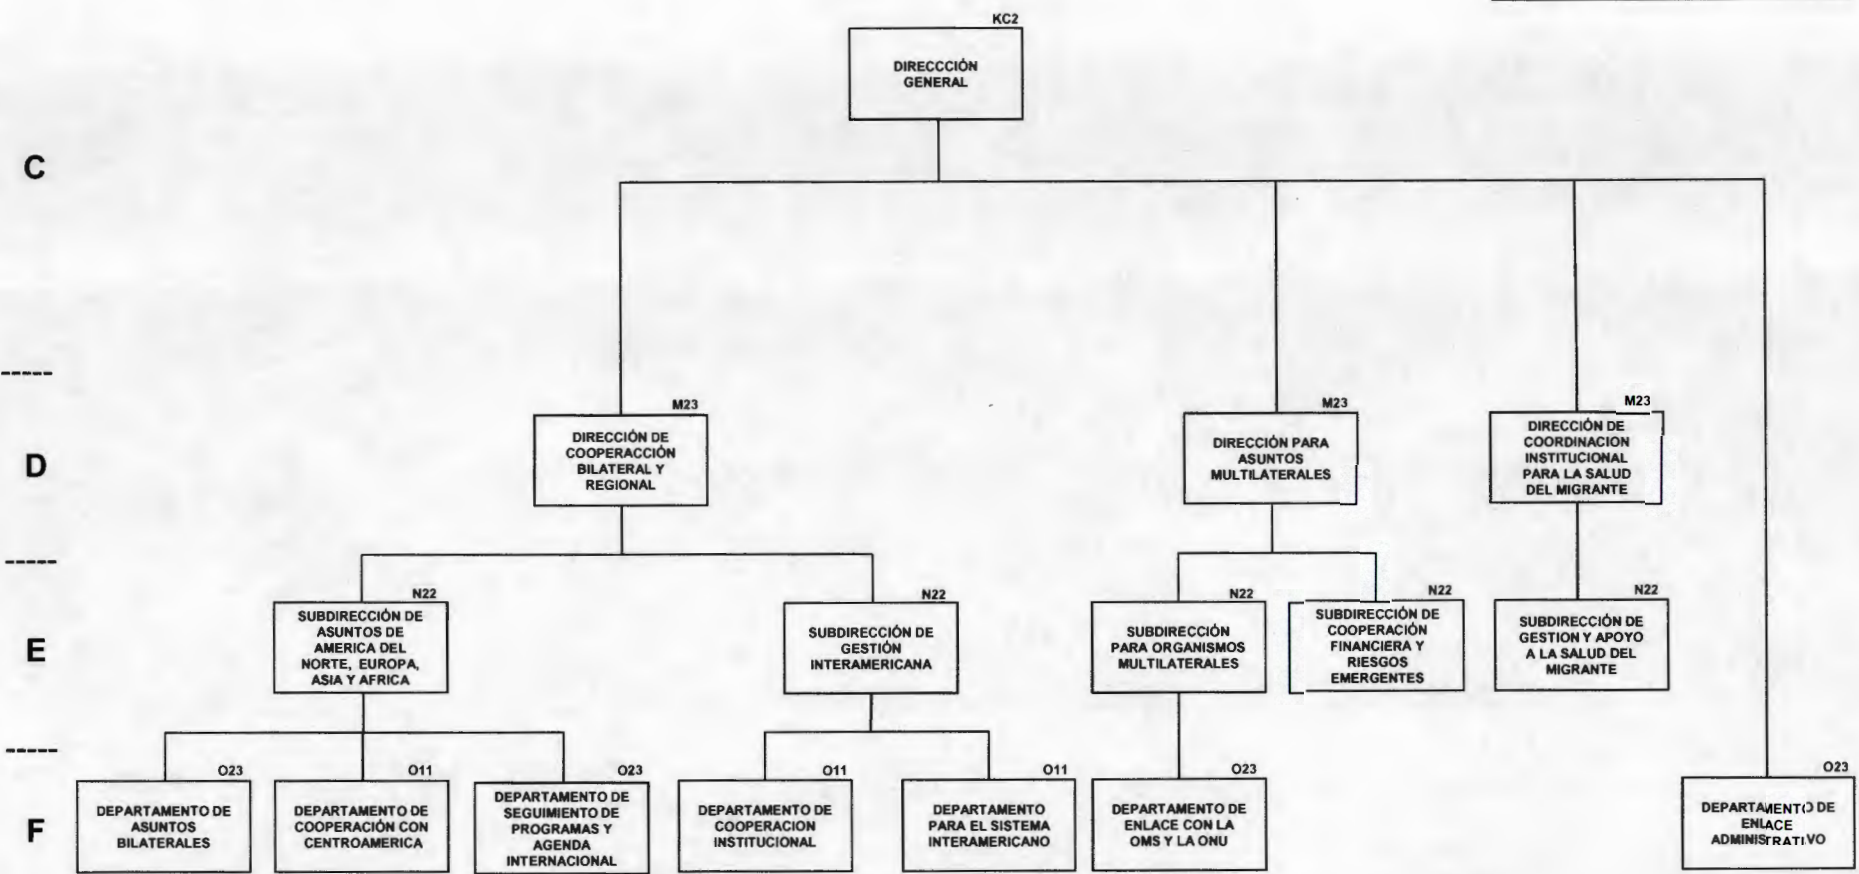 KC2
DIRECCCIÓN
GENERAL
C
M23
DIRECCIÓN DE
COOPERACCIÓN
BILATERAL Y
REGIONAL
M23
DIRECCIÓN PARA
ASUNTOS
MULTILATERALES
M23
DIRECCIÓN DE
COORDINACION
INSTITUCIONAL
PARA LA SALUD
DEL MIGRANTE
D
N22
SUBDIRECCIÓN DE
ASUNTOS DE
AMERICA DEL
NORTE, EUROPA,
ASIA Y AFRICA
N22
SUBDIRECCIÓN DE
GESTIÓN
INTERAMERICANA
N22
SUBDIRECCIÓN
PARA ORGANISMOS
MULTILATERALES
N22
SUBDIRECCIÓN DE
COOPERACIÓN
FINANCIERA Y
RIESGOS
EMERGENTES
N22
SUBDIRECCIÓN DE
GESTION Y APOYO
A LA SALUD DEL
MIGRANTE
E
O23
DEPARTAMENTO DE
ASUNTOS
BILATERALES
O11
DEPARTAMENTO DE
COOPERACIÓN CON
CENTROAMERICA
O23
DEPARTAMENTO DE
SEGUIMIENTO DE
PROGRAMAS Y
AGENDA
INTERNACIONAL
O11
DEPARTAMENTO DE
COOPERACION
INSTITUCIONAL
O11
DEPARTAMENTO
PARA EL SISTEMA
INTERAMERICANO
O23
DEPARTAMENTO DE
ENLACE CON LA
OMS Y LA ONU
O23
DEPARTAMENTO DE
ENLACE
ADMINISTRATIVO
F